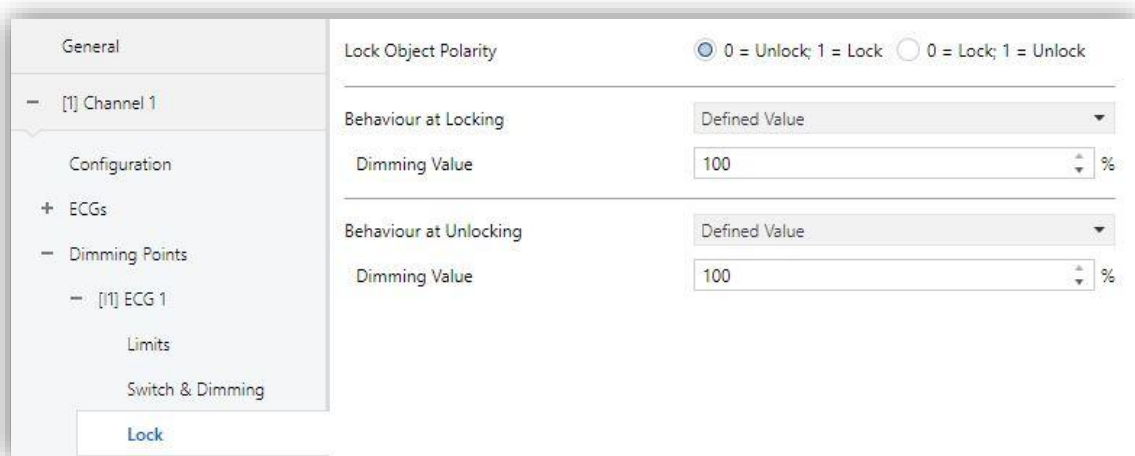 General
[1] Channel 1
Configuration
ECGs
Dimming Points
[I1] ECG 1
Limits
Switch & Dimming
Lock
Lock Object Polarity 0 = Unlock; 1 = Lock 0 = Lock; 1 = Unlock
Behaviour at Locking Defined Value
Dimming Value 100 %
Behaviour at Unlocking Defined Value
Dimming Value 100 %